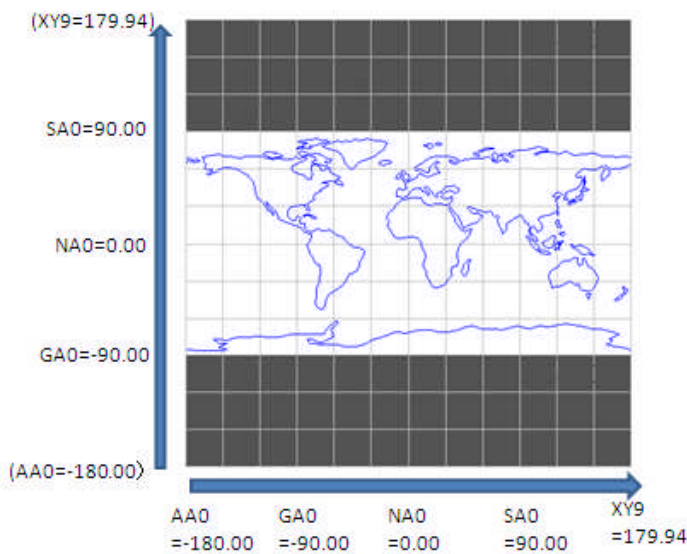 (XY9=179.94)
SA0=90.00
NA0=0.00
GA0=-90.00
(AA0=-180.00)
AA0
=-180.00
GA0
=-90.00
NA0
=0.00
SA0
=90.00
XY9
=179.94